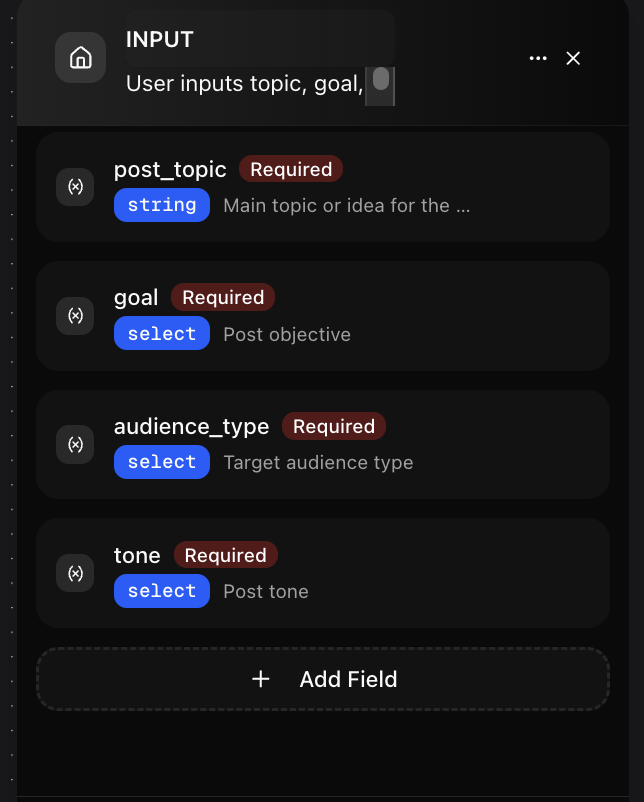 INPUT
User inputs topic, goal,
post_topic Required
string Main topic or idea for the ...
goal Required
select Post objective
audience_type Required
select Target audience type
tone Required
select Post tone
+ Add Field